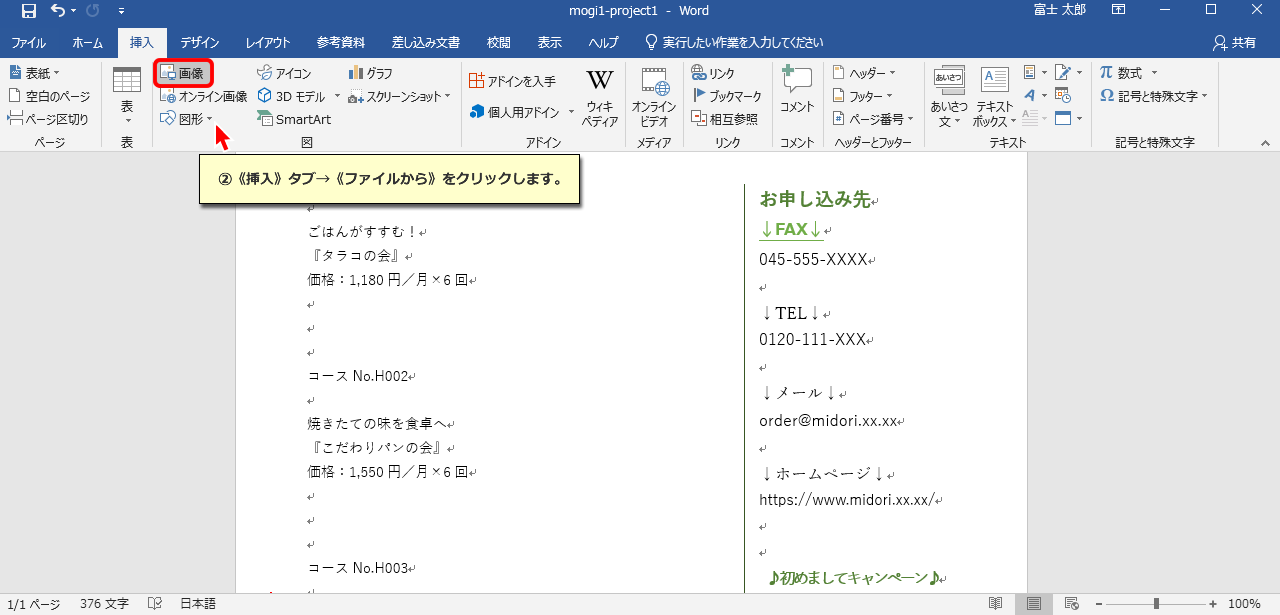 mogi1-project1 - Word
富士 太郎
ファイル ホーム 挿入 デザイン レイアウト 参考資料 差し込み文書 校閲 表示 ヘルプ 実行したい作業を入力してください 共有
表紙
空白のページ
ページ区切り
ページ
表
表
画像
オンライン画像
図形
アイコン
3D モデル
SmartArt
グラフ
スクリーンショット
図
アドインを入手
個人用アドイン
ウィキ
ペディア
アドイン
オンライン
ビデオ
メディア
リンク
ブックマーク
相互参照
リンク
コメント
コメント
ヘッダー
フッター
ページ番号
ヘッダーとフッター
あいさつ
あいさつ
文
A
テキスト
ボックス
テキスト
π 数式
Ω 記号と特殊文字
記号と特殊文字
②《挿入》タブ→《ファイルから》をクリックします。
ごはんがすすむ！
『タラコの会』
価格：1,180 円／月×6 回
コース No.H002
焼きたての味を食卓へ
『こだわりパンの会』
価格：1,550 円／月×6 回
コース No.H003
お申し込み先
↓FAX↓
045-555-XXXX
↓TEL↓
0120-111-XXX
↓メール↓
order@midori.xx.xx
↓ホームページ↓
https://www.midori.xx.xx/
♪初めましてキャンペーン♪
1/1 ページ 376 文字 日本語 100%